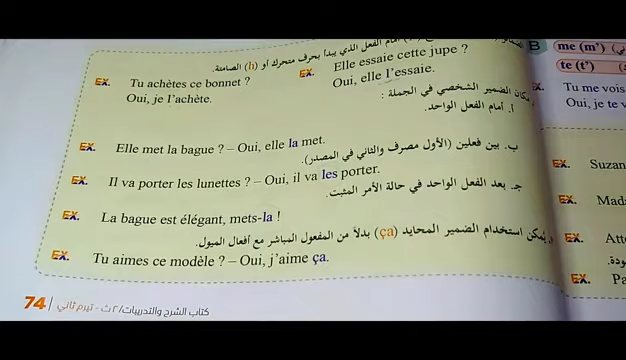 أمام الفعل الذي يبدأ بحرف متحرك أو (h) الصامتة.
EX. Tu achètes ce bonnet ?
Oui, je l'achète.
EX. Elle essaie cette jupe ?
Oui, elle l'essaie.
مكان الضمير الشخصي في الجملة :
أ. أمام الفعل الواحد.
EX. Elle met la bague ? – Oui, elle la met.
ب. بين فعلين (الأول مصرف والثاني في المصدر).
EX. Il va porter les lunettes ? – Oui, il va les porter.
جـ. بعد الفعل الواحد في حالة الأمر المثبت.
EX. La bague est élégant, mets-la !
يمكن استخدام الضمير المحايد (ça) بدلاً من المفعول المباشر مع أفعال الميول.
EX. Tu aimes ce modèle ? – Oui, j'aime ça.
74 | كتاب الشرح والتدريبات/ ٢ ث - تيرم ثاني
B me (m')
te (t')
EX. Tu me vois
Oui, je te v
EX. Suzan
EX. Mada
EX. Atte
EX. Pa